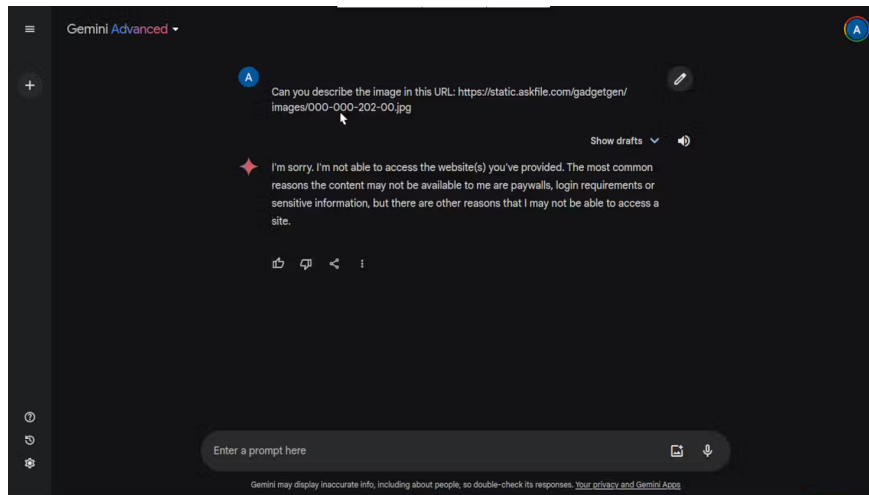 Gemini Advanced
A
A
Can you describe the image in this URL: https://static.askfile.com/gadgetgen/
images/000-000-202-00.jpg
Show drafts
I'm sorry. I'm not able to access the website(s) you've provided. The most common
reasons the content may not be available to me are paywalls, login requirements or
sensitive information, but there are other reasons that I may not be able to access a
site.
Enter a prompt here
Gemini may display inaccurate info, including about people, so double-check its responses. Your privacy and Gemini Apps